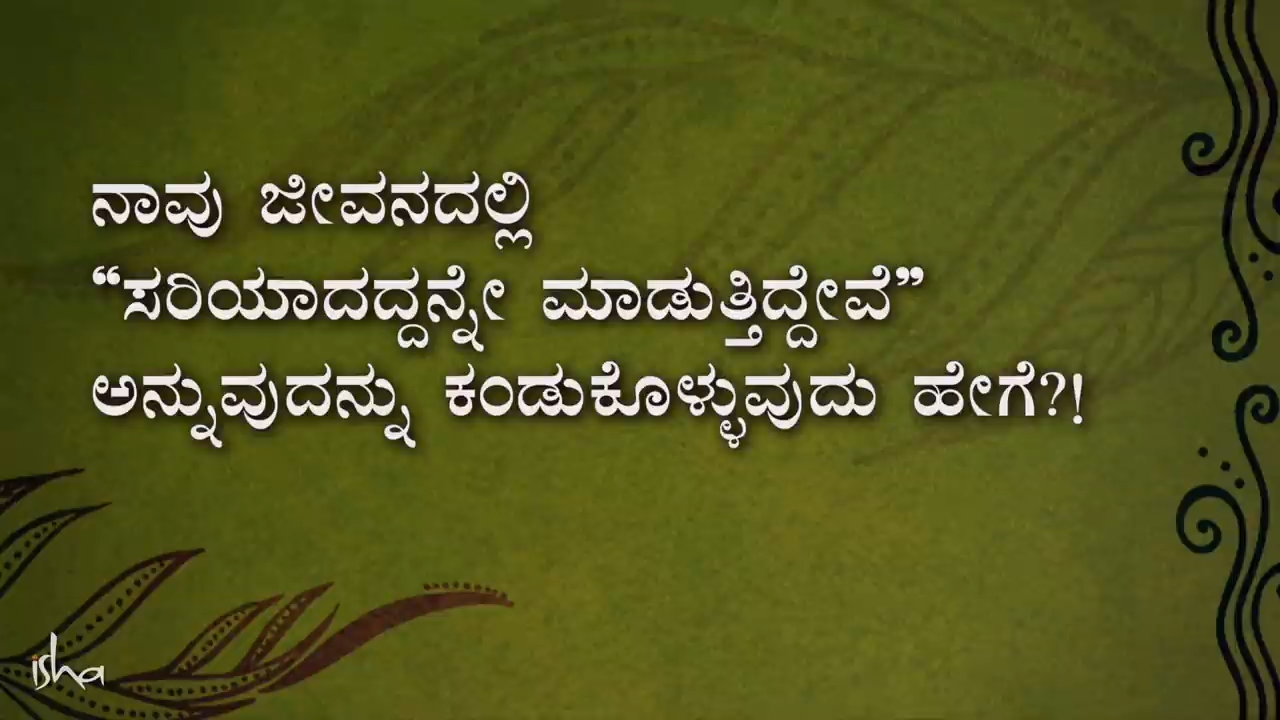 ನಾವು ಜೀವನದಲ್ಲಿ
“ಸರಿಯಾದದ್ದನ್ನೇ ಮಾಡುತ್ತಿದ್ದೇವೆ”
ಅನ್ನುವುದನ್ನು ಕಂಡುಕೊಳ್ಳುವುದು ಹೇಗೆ?!
isha